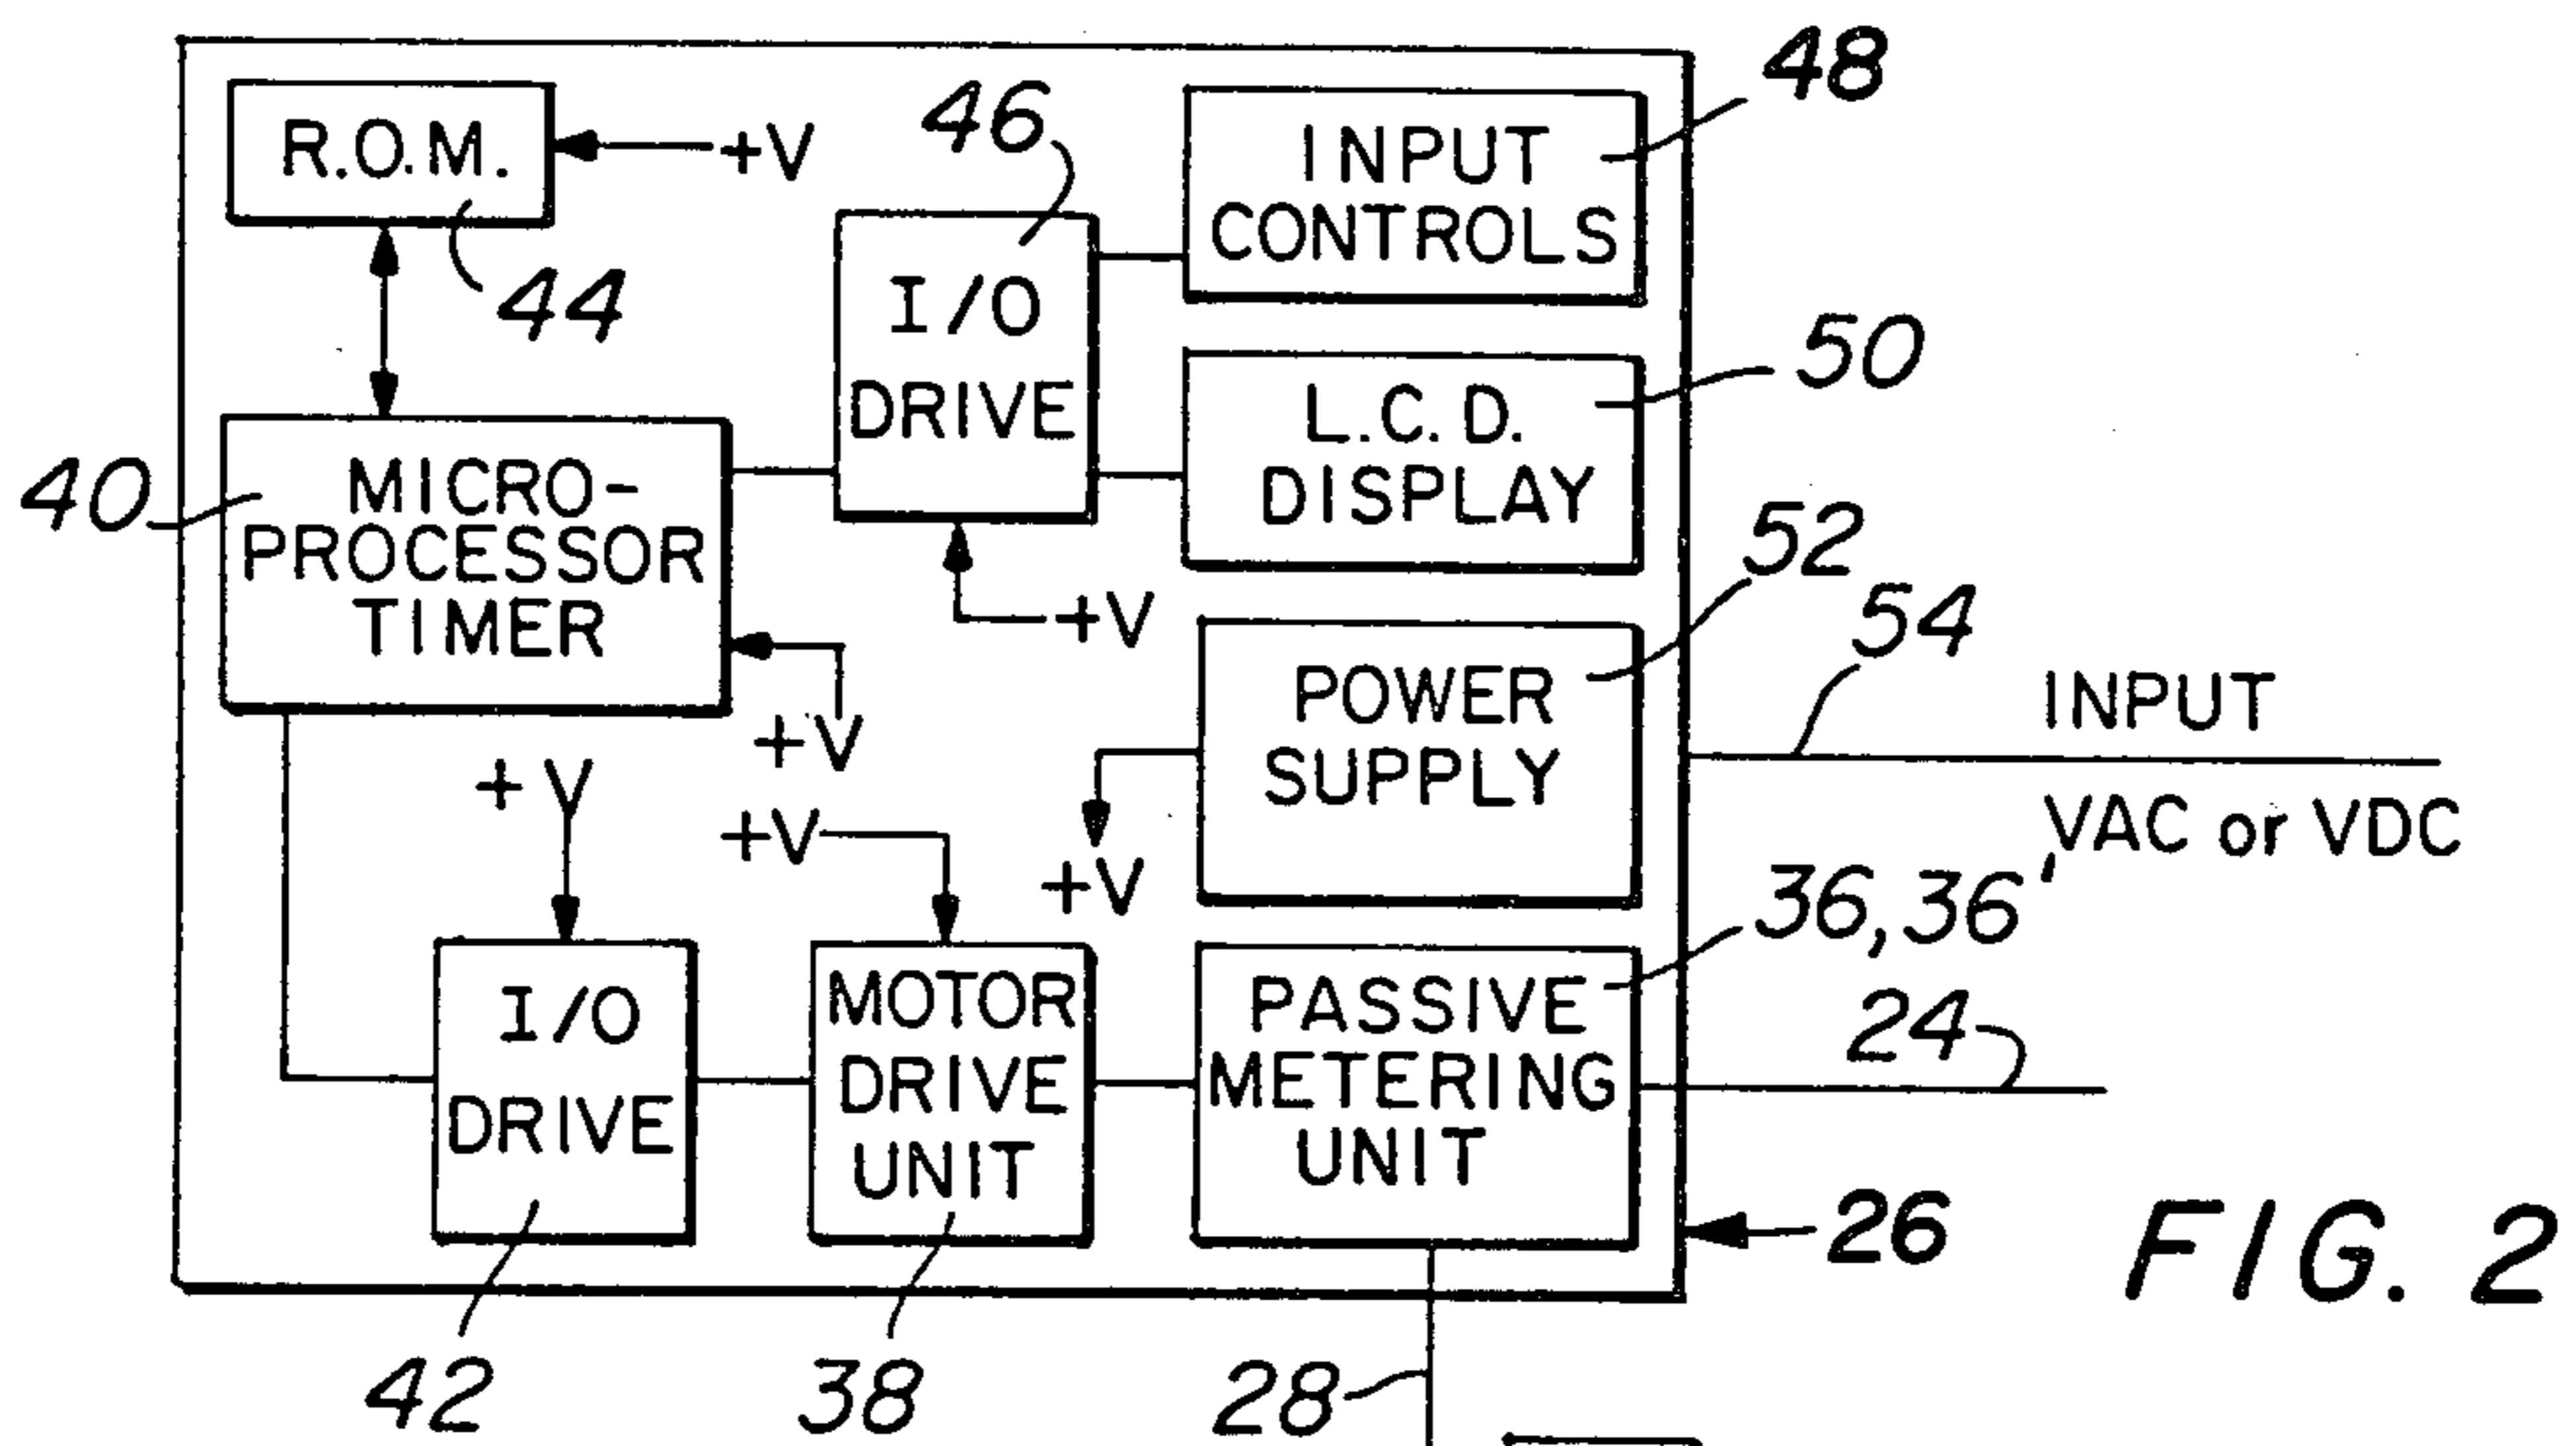 48
46
INPUT
CONTROLS
R.O.M.
+V
44
I/O
DRIVE
50
L.C.D.
DISPLAY
40
MICRO-
PROCESSOR
TIMER
52
+V
54
POWER
SUPPLY
INPUT
VAC or VDC
+V
+V
+V
+V
36,36'
I/O
DRIVE
MOTOR
DRIVE
UNIT
PASSIVE
METERING
UNIT
24
26
FIG. 2
42
38
28